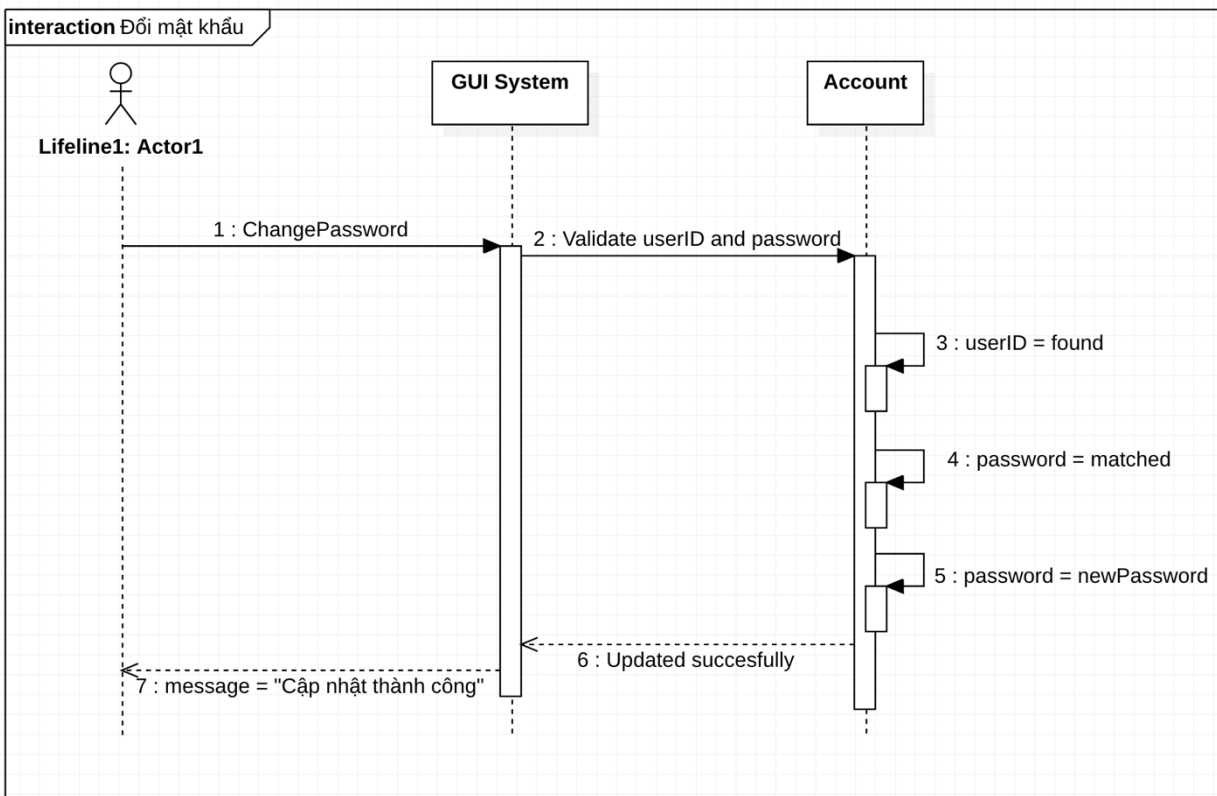 interaction Đổi mật khẩu
GUI System
Account
Lifeline1: Actor1
1 : ChangePassword
2 : Validate userID and password
3 : userID = found
4 : password = matched
5 : password = newPassword
6 : Updated succesfully
7 : message = "Cập nhật thành công"